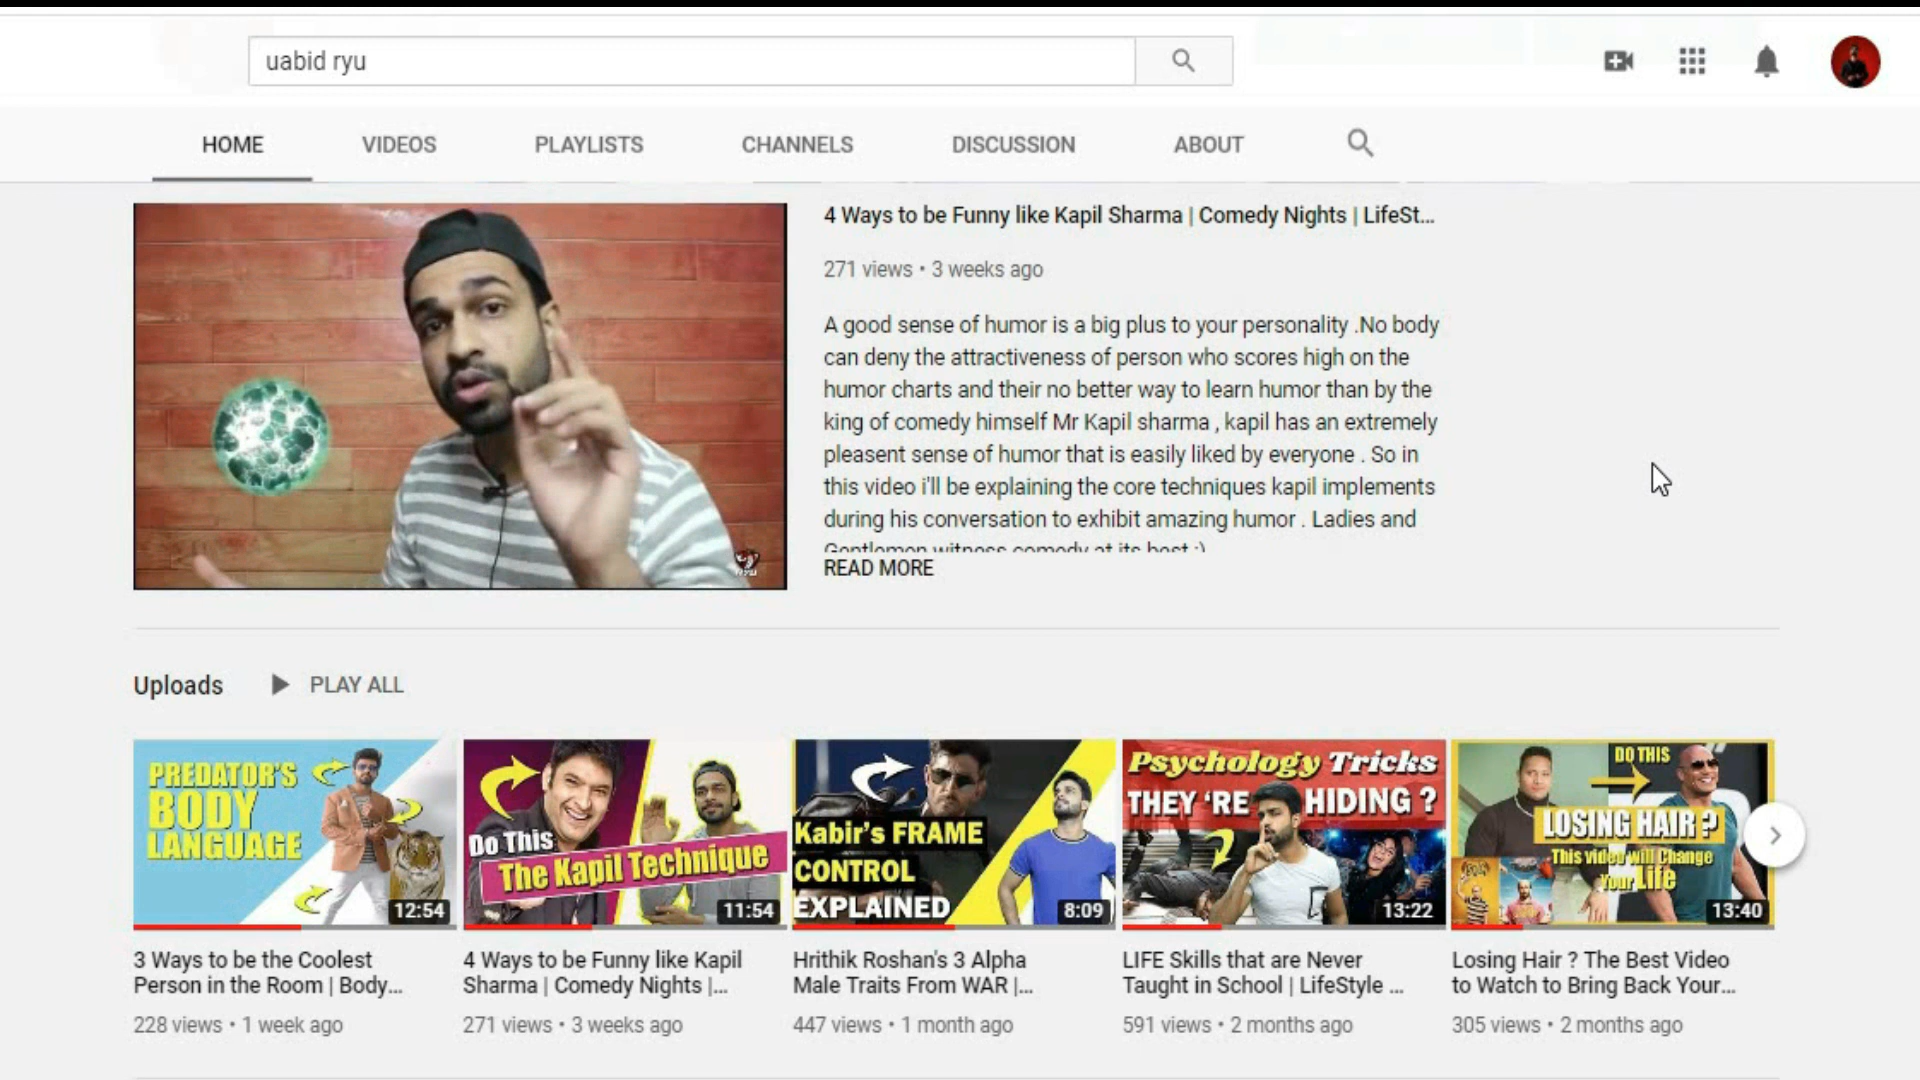 uabid ryu
HOME
VIDEOS
PLAYLISTS
CHANNELS
DISCUSSION
ABOUT
4 Ways to be Funny like Kapil Sharma | Comedy Nights | LifeSt...
271 views • 3 weeks ago
A good sense of humor is a big plus to your personality .No body
can deny the attractiveness of person who scores high on the
humor charts and their no better way to learn humor than by the
king of comedy himself Mr Kapil sharma , kapil has an extremely
pleasent sense of humor that is easily liked by everyone . So in
this video i'll be explaining the core techniques kapil implements
during his conversation to exhibit amazing humor . Ladies and
Gentlemen witness comedy at its best :)
READ MORE
Uploads
PLAY ALL
PREDATOR'S
BODY
LANGUAGE
12:54
Do This
The Kapil Technique
11:54
Kabir's FRAME
CONTROL
EXPLAINED
8:09
Psychology Tricks
THEY 'RE HIDING ?
13:22
DO THIS
LOSING HAIR ?
This video will Change
Your Life
13:40
3 Ways to be the Coolest
Person in the Room | Body...
228 views • 1 week ago
4 Ways to be Funny like Kapil
Sharma | Comedy Nights |...
271 views • 3 weeks ago
Hrithik Roshan's 3 Alpha
Male Traits From WAR |...
447 views • 1 month ago
LIFE Skills that are Never
Taught in School | LifeStyle ...
591 views • 2 months ago
Losing Hair ? The Best Video
to Watch to Bring Back Your...
305 views • 2 months ago